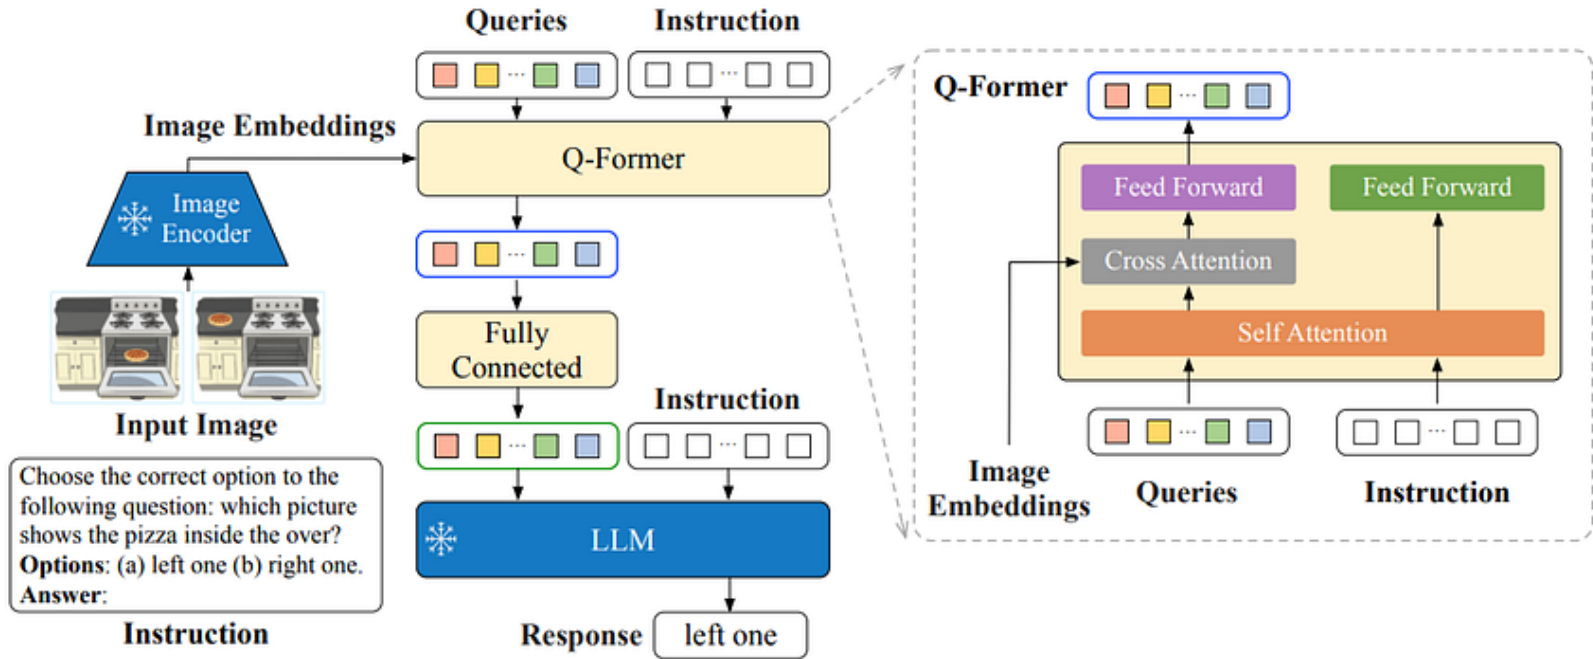 Queries
Instruction
Image Embeddings
Q-Former
Image
Encoder
Input Image
Fully
Connected
Instruction
LLM
Response
left one
Choose the correct option to the
following question: which picture
shows the pizza inside the over?
Options: (a) left one (b) right one.
Answer:
Instruction
Q-Former
Feed Forward
Feed Forward
Cross Attention
Self Attention
Image
Embeddings
Queries
Instruction